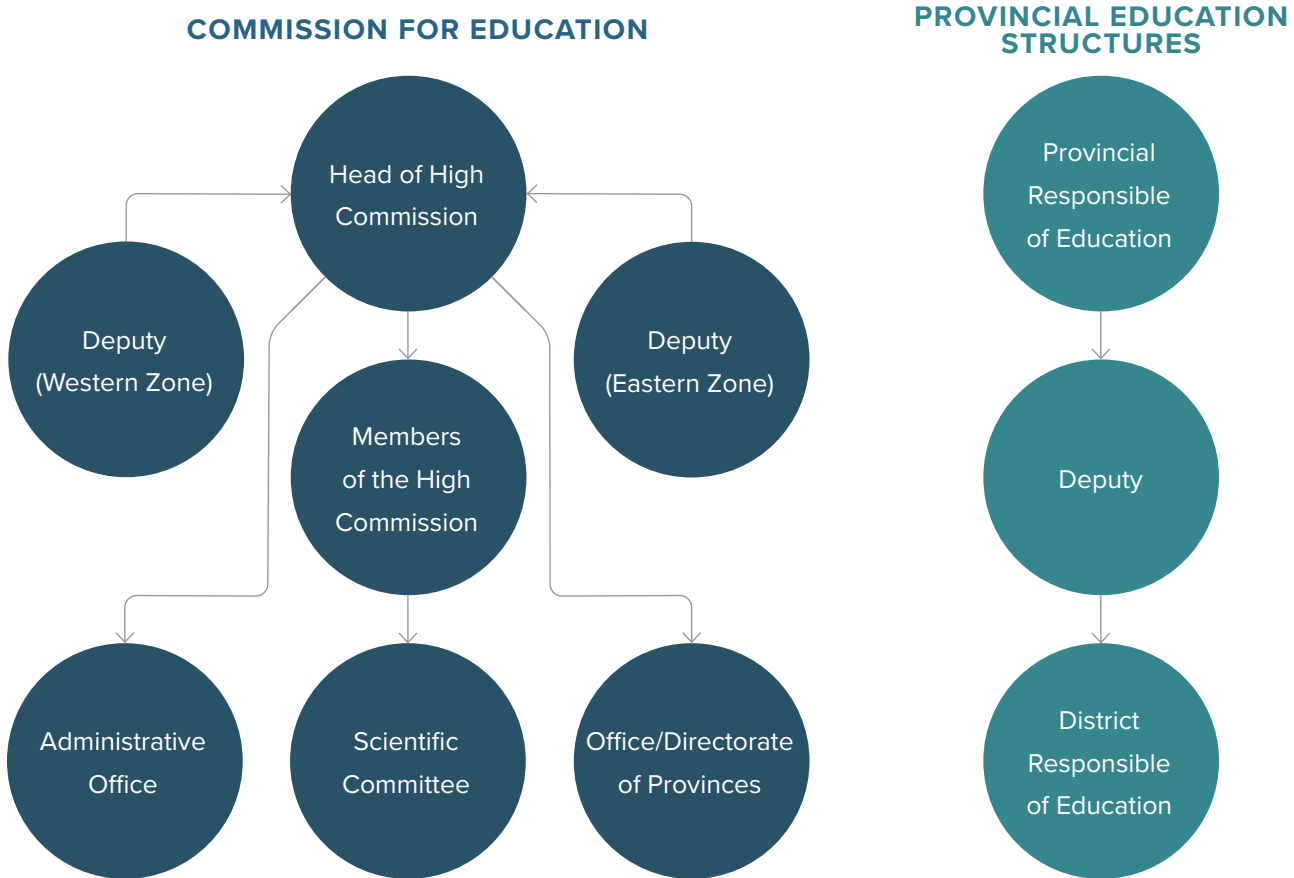 COMMISSION FOR EDUCATION
Head of High
Commission
Deputy
(Western Zone)
Deputy
(Eastern Zone)
Members
of the High
Commission
Administrative
Office
Scientific
Committee
Office/Directorate
of Provinces
PROVINCIAL EDUCATION
STRUCTURES
Provincial
Responsible
of Education
Deputy
District
Responsible
of Education